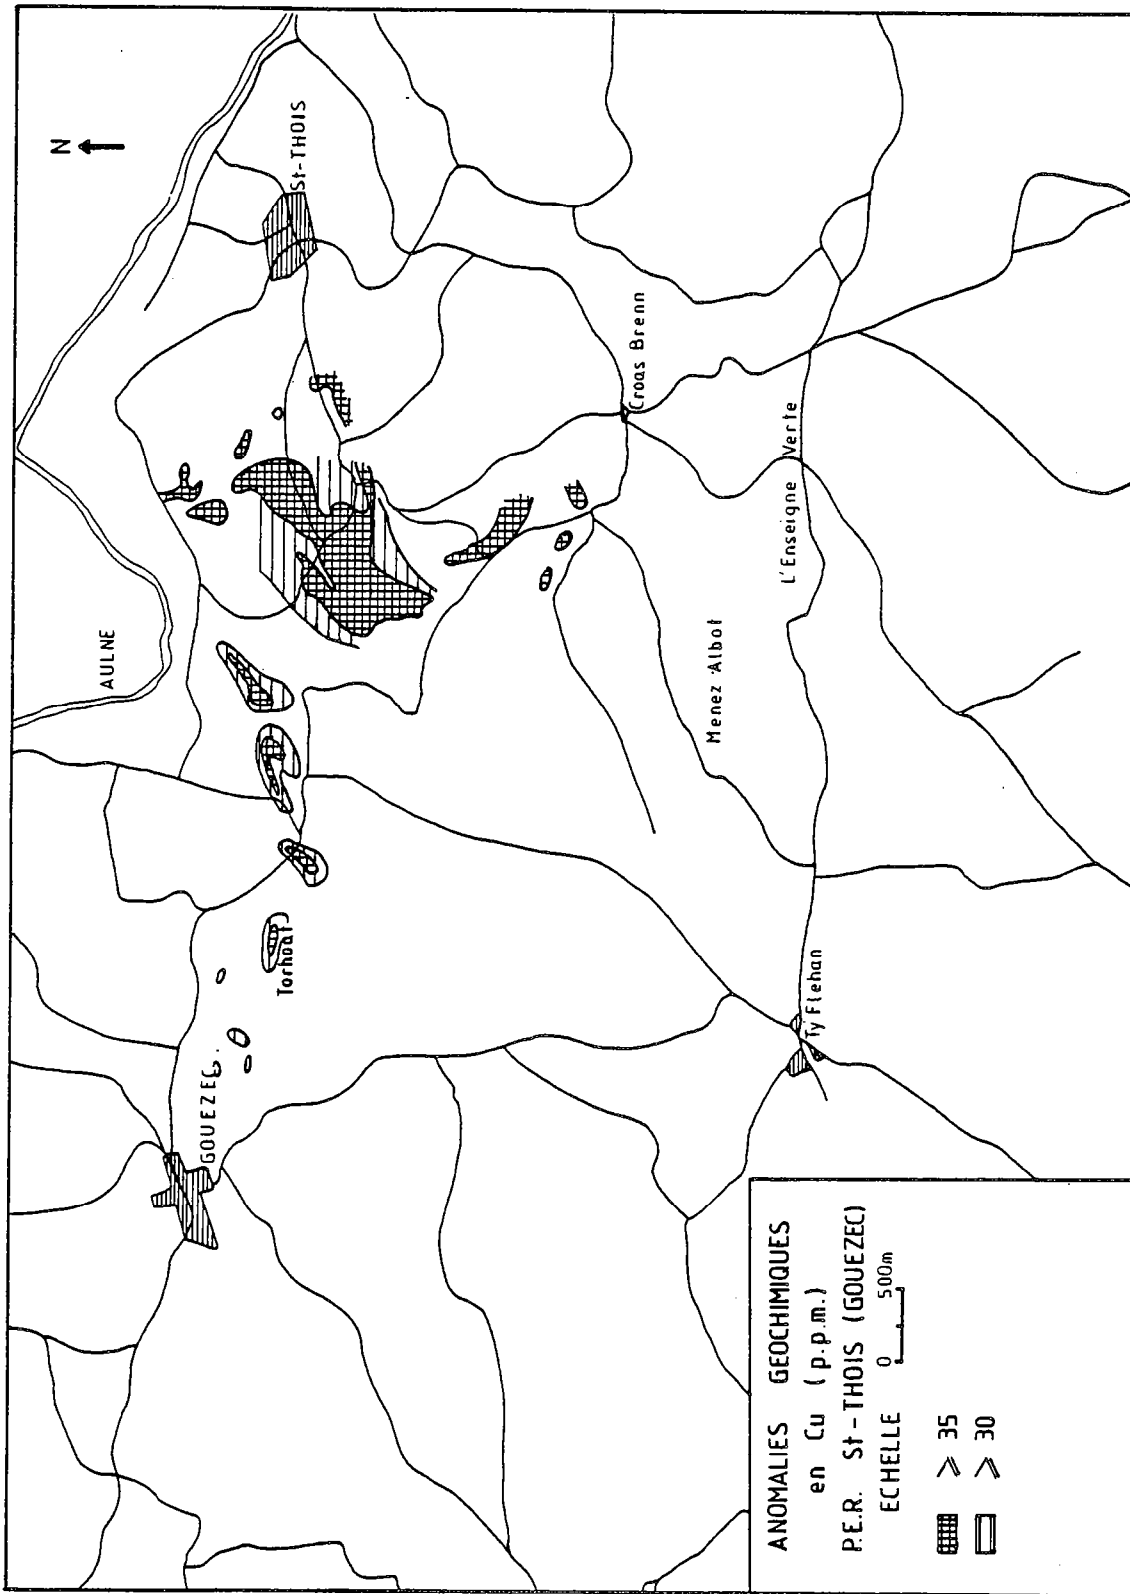 N
St-THOIS
AULNE
Croas Brenn
L'Enseigne Verte
Menez Albot
Torhoat
GOUEZEC
Ty Flehan
ANOMALIES GEOCHIMIQUES
en Cu (p.p.m.)
P.E.R. St-THOIS (GOUEZEC)
ECHELLE 0 500m
⩾ 35
⩾ 30